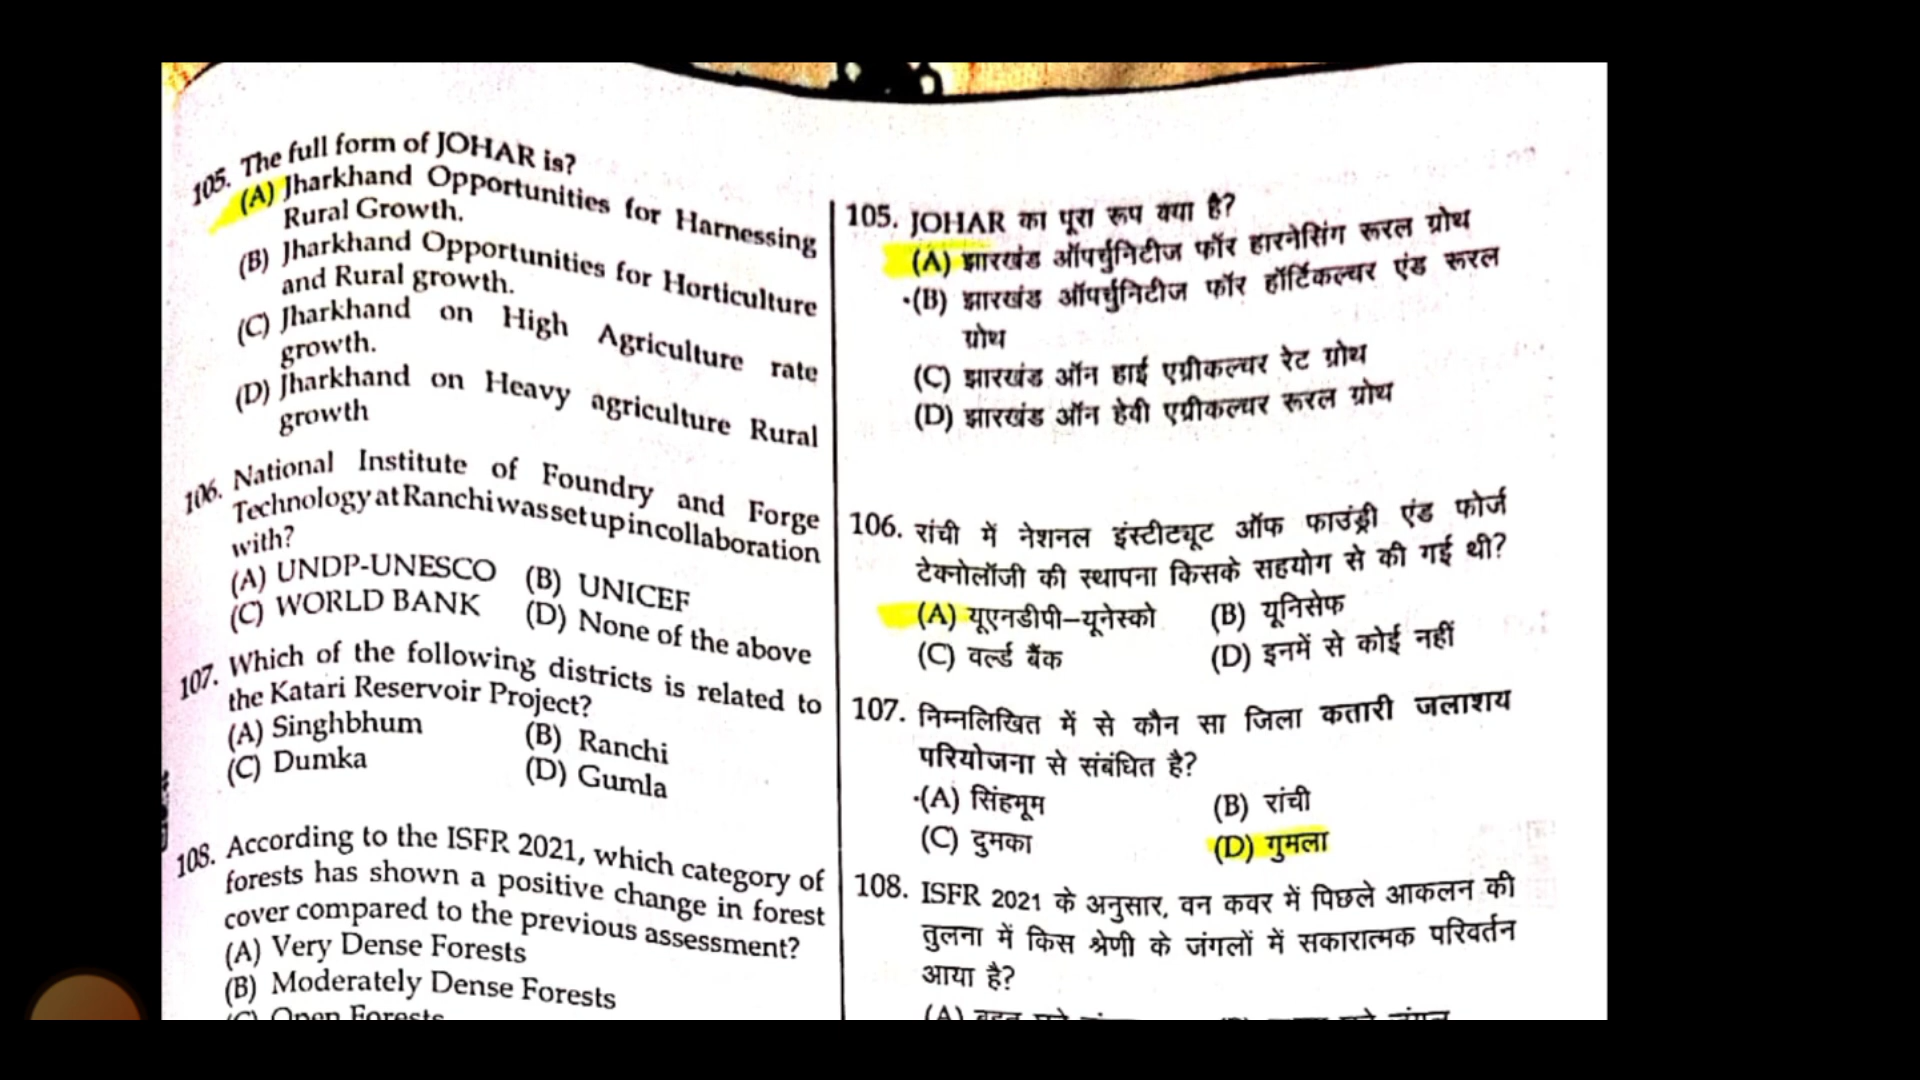 105. The full form of JOHAR is?
(A) Jharkhand Opportunities for Harnessing
Rural Growth.
(B) Jharkhand Opportunities for Horticulture
and Rural growth.
(C) Jharkhand on High Agriculture rate
growth.
(D) Jharkhand on Heavy agriculture Rural
growth
106. National Institute of Foundry and Forge
Technology at Ranchi was set up in collaboration
with?
(A) UNDP-UNESCO (B) UNICEF
(C) WORLD BANK (D) None of the above
107. Which of the following districts is related to
the Katari Reservoir Project?
(A) Singhbhum (B) Ranchi
(C) Dumka (D) Gumla
108. According to the ISFR 2021, which category of
forests has shown a positive change in forest
cover compared to the previous assessment?
(A) Very Dense Forests
(B) Moderately Dense Forests
(C) Open Forests
105. JOHAR का पूरा रूप क्या है?
(A) झारखंड ऑपर्चुनिटीज फॉर हारनेसिंग रूरल ग्रोथ
(B) झारखंड ऑपर्चुनिटीज फॉर हॉर्टिकल्चर एंड रूरल
ग्रोथ
(C) झारखंड ऑन हाई एग्रीकल्चर रेट ग्रोथ
(D) झारखंड ऑन हेवी एग्रीकल्चर रूरल ग्रोथ
106. रांची में नेशनल इंस्टीट्यूट ऑफ फाउंड्री एंड फोर्ज
टेक्नोलॉजी की स्थापना किसके सहयोग से की गई थी?
(A) यूएनडीपी–यूनेस्को (B) यूनिसेफ
(C) वर्ल्ड बैंक (D) इनमें से कोई नहीं
107. निम्नलिखित में से कौन सा जिला कतारी जलाशय
परियोजना से संबंधित है?
(A) सिंहभूम (B) रांची
(C) दुमका (D) गुमला
108. ISFR 2021 के अनुसार, वन कवर में पिछले आकलन की
तुलना में किस श्रेणी के जंगलों में सकारात्मक परिवर्तन
आया है?